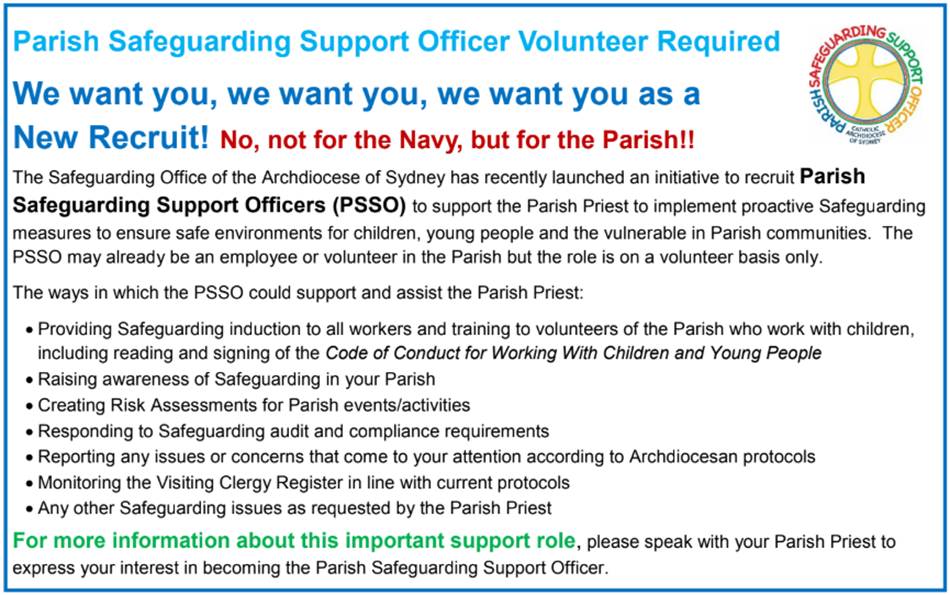 Parish Safeguarding Support Officer Volunteer Required
PARISH SAFEGUARDING SUPPORT OFFICER
CATHOLIC
ARCHDIOCESE
OF SYDNEY
We want you, we want you, we want you as a
New Recruit! No, not for the Navy, but for the Parish!!
The Safeguarding Office of the Archdiocese of Sydney has recently launched an initiative to recruit Parish
Safeguarding Support Officers (PSSO) to support the Parish Priest to implement proactive Safeguarding
measures to ensure safe environments for children, young people and the vulnerable in Parish communities. The
PSSO may already be an employee or volunteer in the Parish but the role is on a volunteer basis only.
The ways in which the PSSO could support and assist the Parish Priest:
• Providing Safeguarding induction to all workers and training to volunteers of the Parish who work with children,
including reading and signing of the Code of Conduct for Working With Children and Young People
• Raising awareness of Safeguarding in your Parish
• Creating Risk Assessments for Parish events/activities
• Responding to Safeguarding audit and compliance requirements
• Reporting any issues or concerns that come to your attention according to Archdiocesan protocols
• Monitoring the Visiting Clergy Register in line with current protocols
• Any other Safeguarding issues as requested by the Parish Priest
For more information about this important support role, please speak with your Parish Priest to
express your interest in becoming the Parish Safeguarding Support Officer.